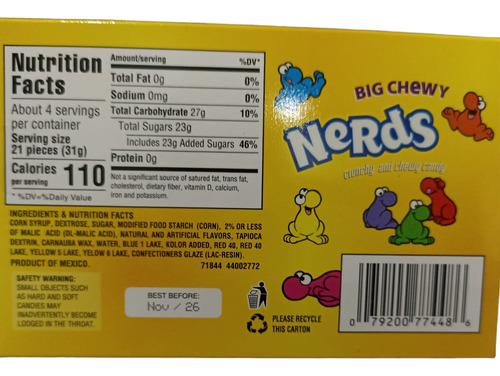 Nutrition
Facts
About 4 servings
per container
Serving size
21 pieces (31g)
Calories 110
per serving
* %DV=%Daily Value
Amount/serving %DV*
Total Fat 0g 0%
Sodium 0mg 0%
Total Carbohydrate 27g 10%
Total Sugars 23g
Includes 23g Added Sugars 46%
Protein 0g
Not a significant source of satured fat, trans fat,
cholesterol, dietary fiber, vitamin D, calcium,
iron and potassium.
INGREDIENTS & NUTRITION FACTS
CORN SYRUP, DEXTROSE, SUGAR, MODIFIED FOOD STARCH (CORN), 2% OR LESS
OF MALIC ACID (DL-MALIC ACID), NATURAL AND ARTIFICIAL FLAVORS, TAPIOCA
DEXTRIN, CARNAUBA WAX, WATER, BLUE 1 LAKE, KOLOR ADDED, RED 40, RED 40
LAKE, YELLOW 5 LAKE, YELOW 6 LAKE, CONFECTIONERS GLAZE (LAC-RESIN).
PRODUCT OF MEXICO. 71844 44002772
SAFETY WARNING:
SMALL OBJECTS SUCH
AS HARD AND SOFT
CANDIES MAY
INADVERTENTLY BECOME
LODGED IN THE THROAT.
BEST BEFORE:
Nov / 26
PLEASE RECYCLE
THIS CARTON
BIG CHEWY
NeRdS
crunchy and chewy candy
0 79200 77448 6